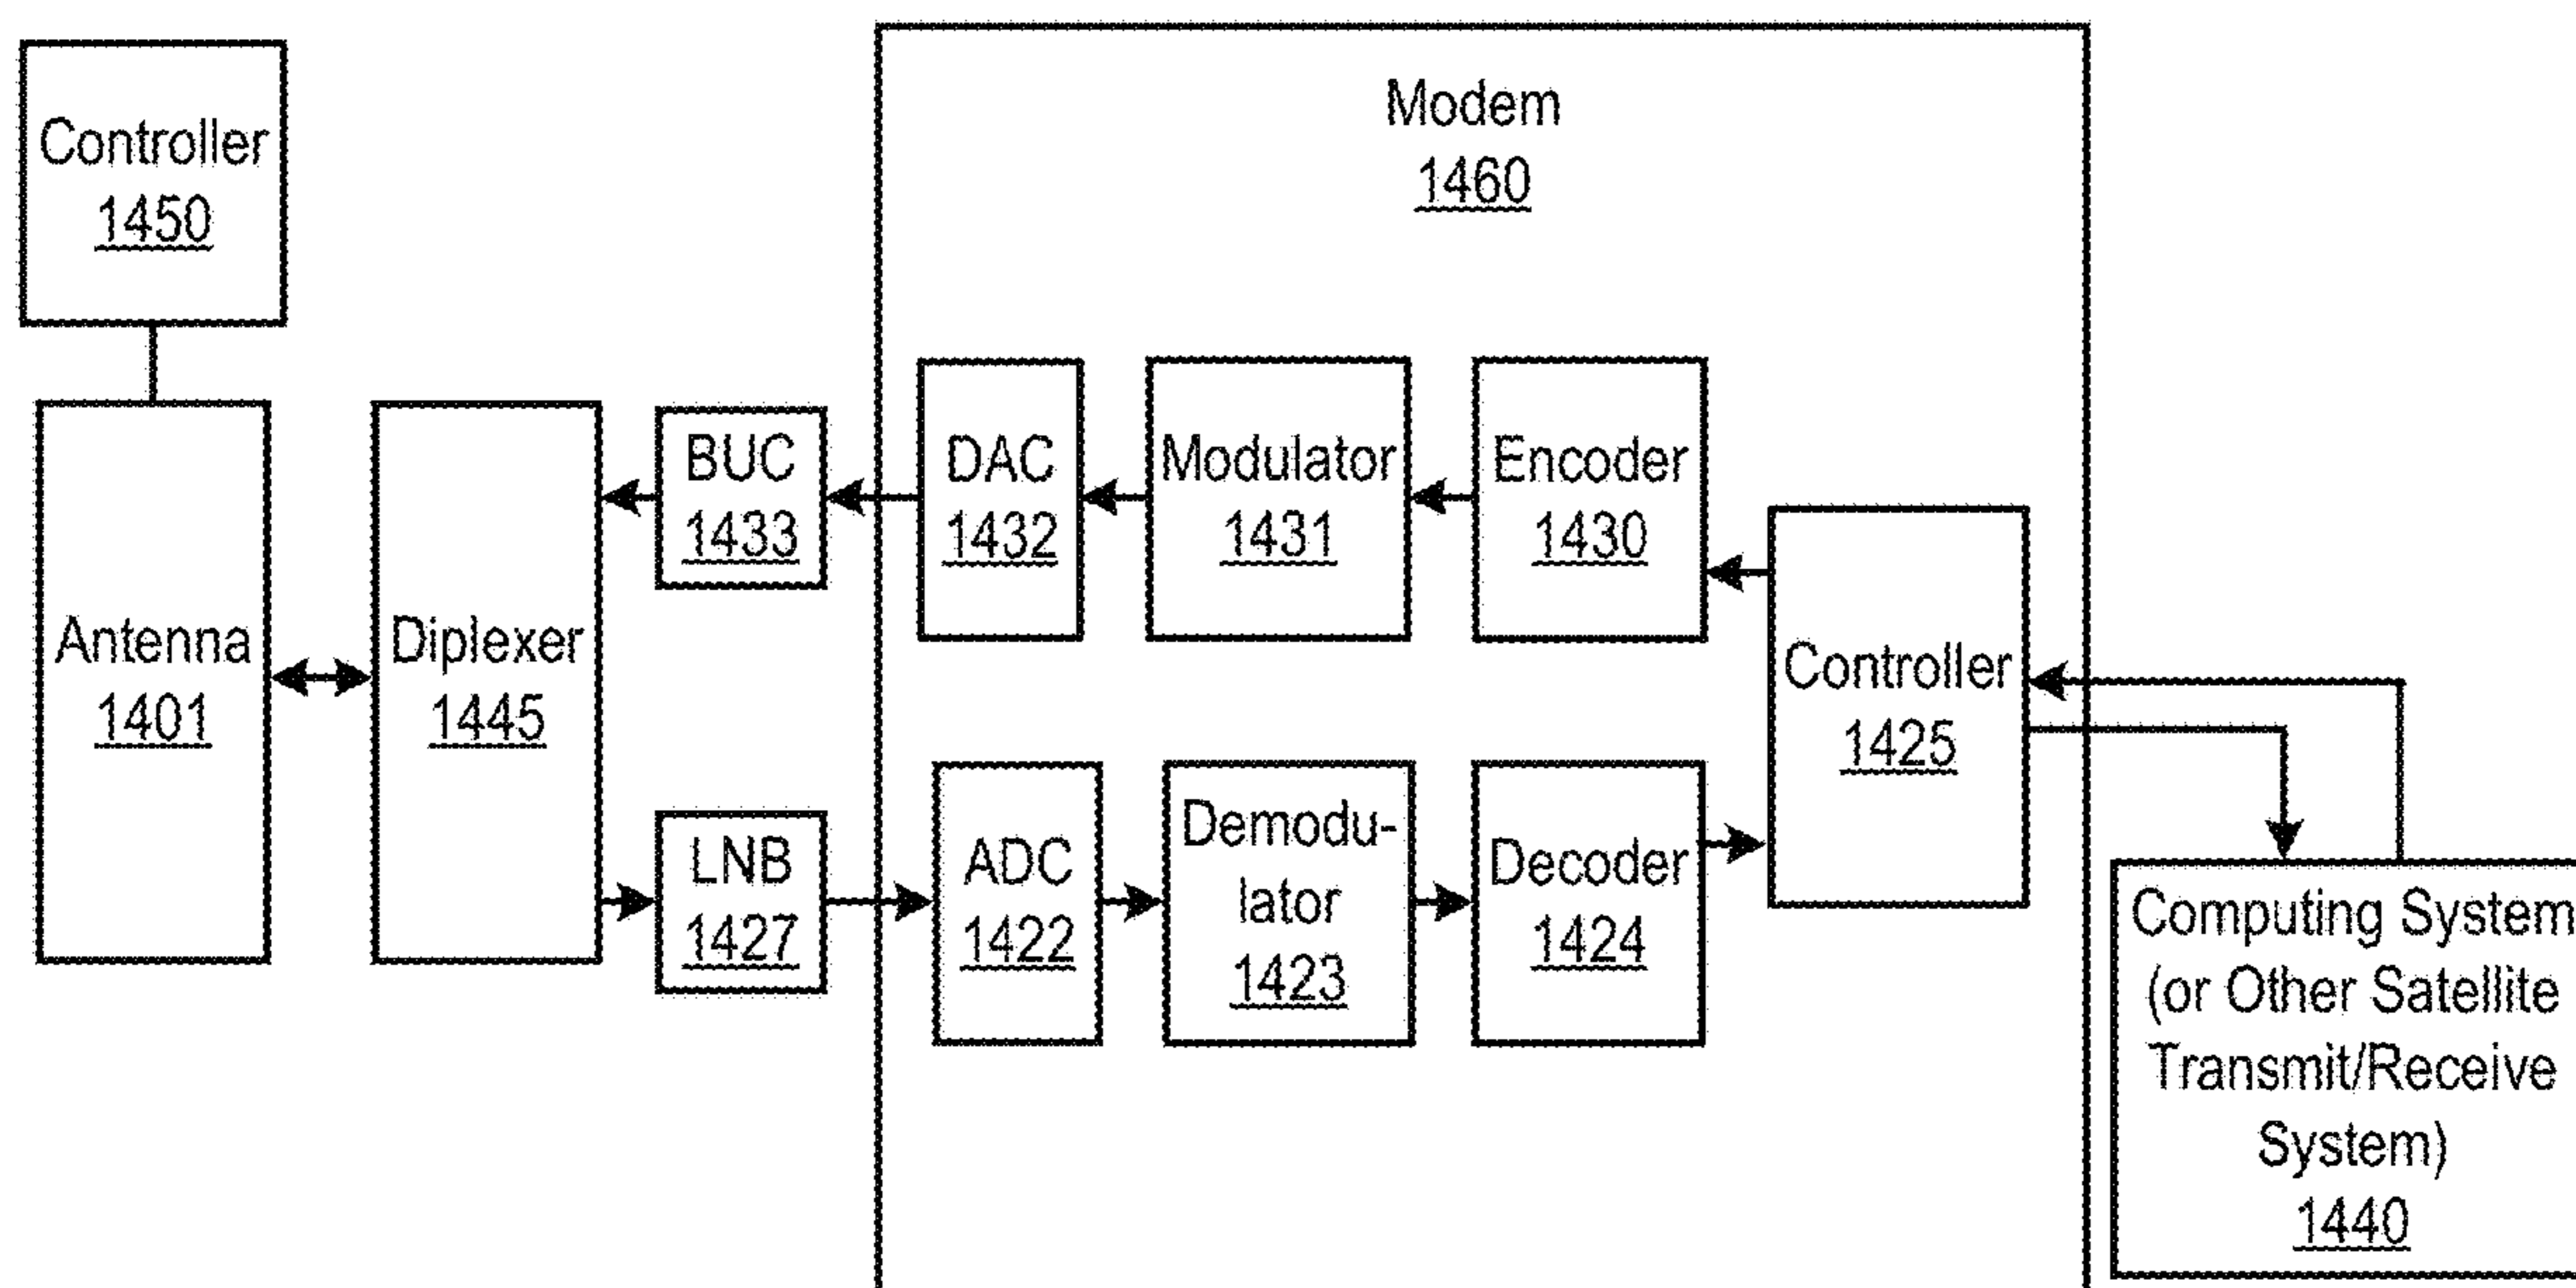 Controller
1450
Modem
1460
Antenna
1401
Diplexer
1445
BUC
1433
DAC
1432
Modulator
1431
Encoder
1430
Controller
1425
LNB
1427
ADC
1422
Demodu-
lator
1423
Decoder
1424
Computing System
(or Other Satellite
Transmit/Receive
System)
1440